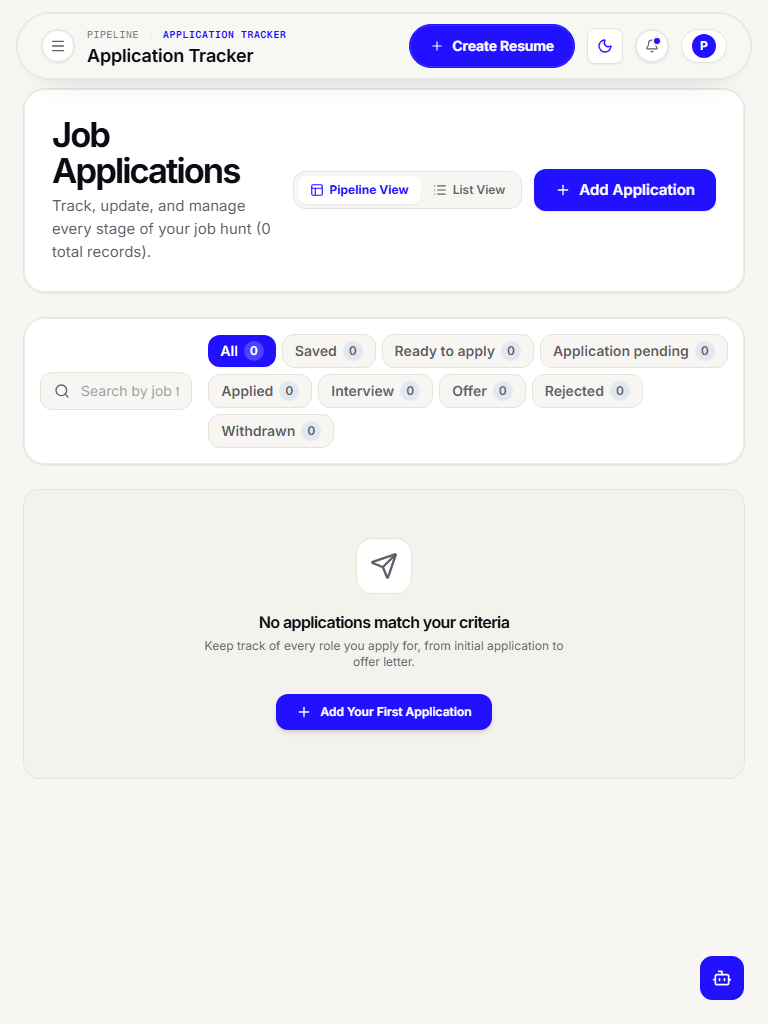 PIPELINE APPLICATION TRACKER
Application Tracker
Create Resume
P
Job
Applications
Track, update, and manage
every stage of your job hunt (0
total records).
Pipeline View
List View
Add Application
Search by job t
All 0
Saved 0
Ready to apply 0
Application pending 0
Applied 0
Interview 0
Offer 0
Rejected 0
Withdrawn 0
No applications match your criteria
Keep track of every role you apply for, from initial application to
offer letter.
Add Your First Application